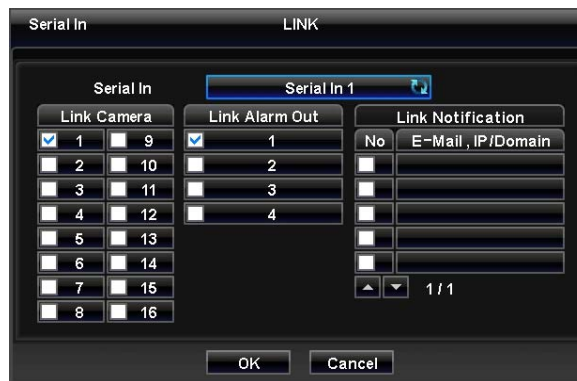 Serial In LINK
Serial In Serial In 1
Link Camera Link Alarm Out Link Notification
1 9 1 No E-Mail , IP/Domain
2 10 2
3 11 3
4 12 4
5 13
6 14
7 15 1/1
8 16
OK Cancel